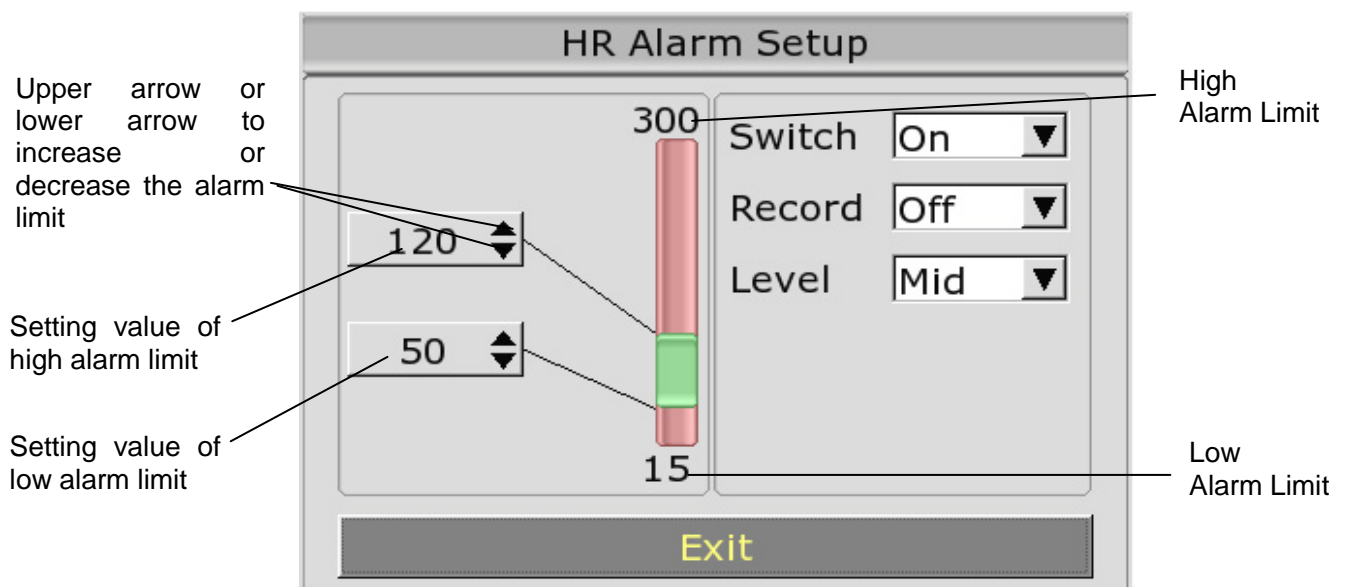 HR Alarm Setup
Upper arrow or
lower arrow to
increase or
decrease the alarm
limit
Setting value of
high alarm limit
Setting value of
low alarm limit
120
50
300
15
Switch On
Record Off
Level Mid
High
Alarm Limit
Low
Alarm Limit
Exit